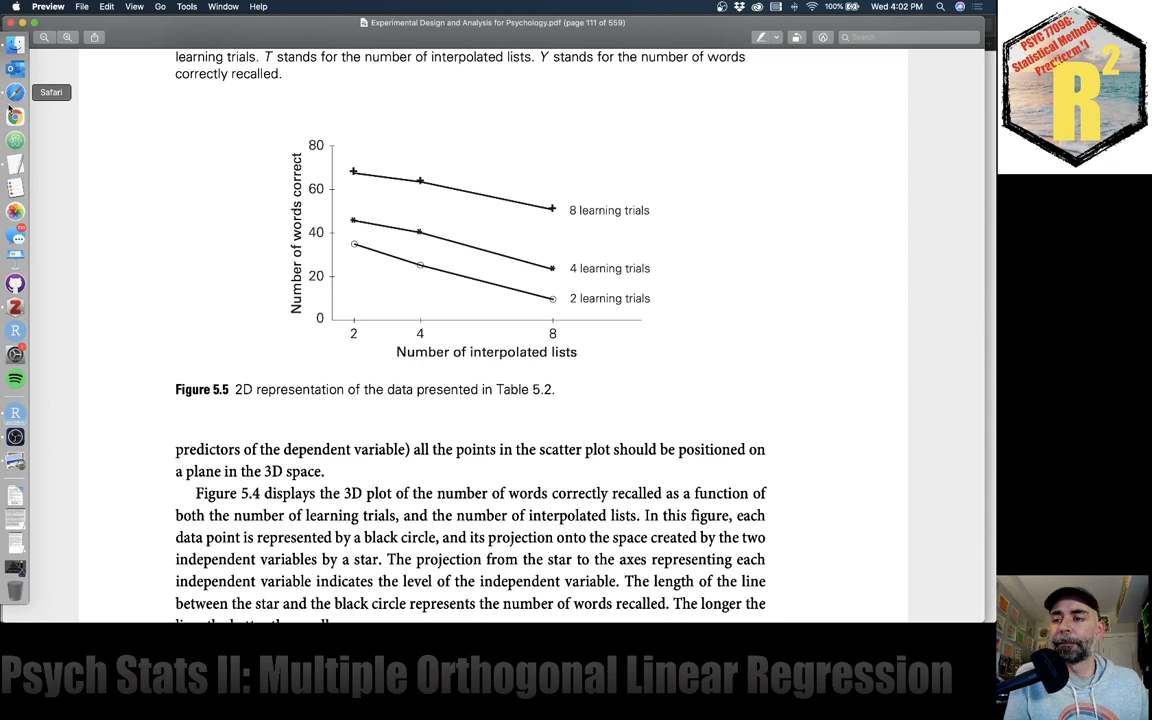 Preview File Edit View Go Tools Window Help
100% Wed 4:02 PM
Experimental Design and Analysis for Psychology.pdf (page 111 of 559)
Search
Safari
learning trials. T stands for the number of interpolated lists. Y stands for the number of words
correctly recalled.
80
60
40
20
0
Number of words correct
8 learning trials
4 learning trials
2 learning trials
2 4 8
Number of interpolated lists
Figure 5.5 2D representation of the data presented in Table 5.2.
predictors of the dependent variable) all the points in the scatter plot should be positioned on
a plane in the 3D space.
Figure 5.4 displays the 3D plot of the number of words correctly recalled as a function of
both the number of learning trials, and the number of interpolated lists. In this figure, each
data point is represented by a black circle, and its projection onto the space created by the two
independent variables by a star. The projection from the star to the axes representing each
independent variable indicates the level of the independent variable. The length of the line
between the star and the black circle represents the number of words recalled. The longer the
PSYC 7709G:
Statistical Methods
R2
Psych Stats II: Multiple Orthogonal Linear Regression